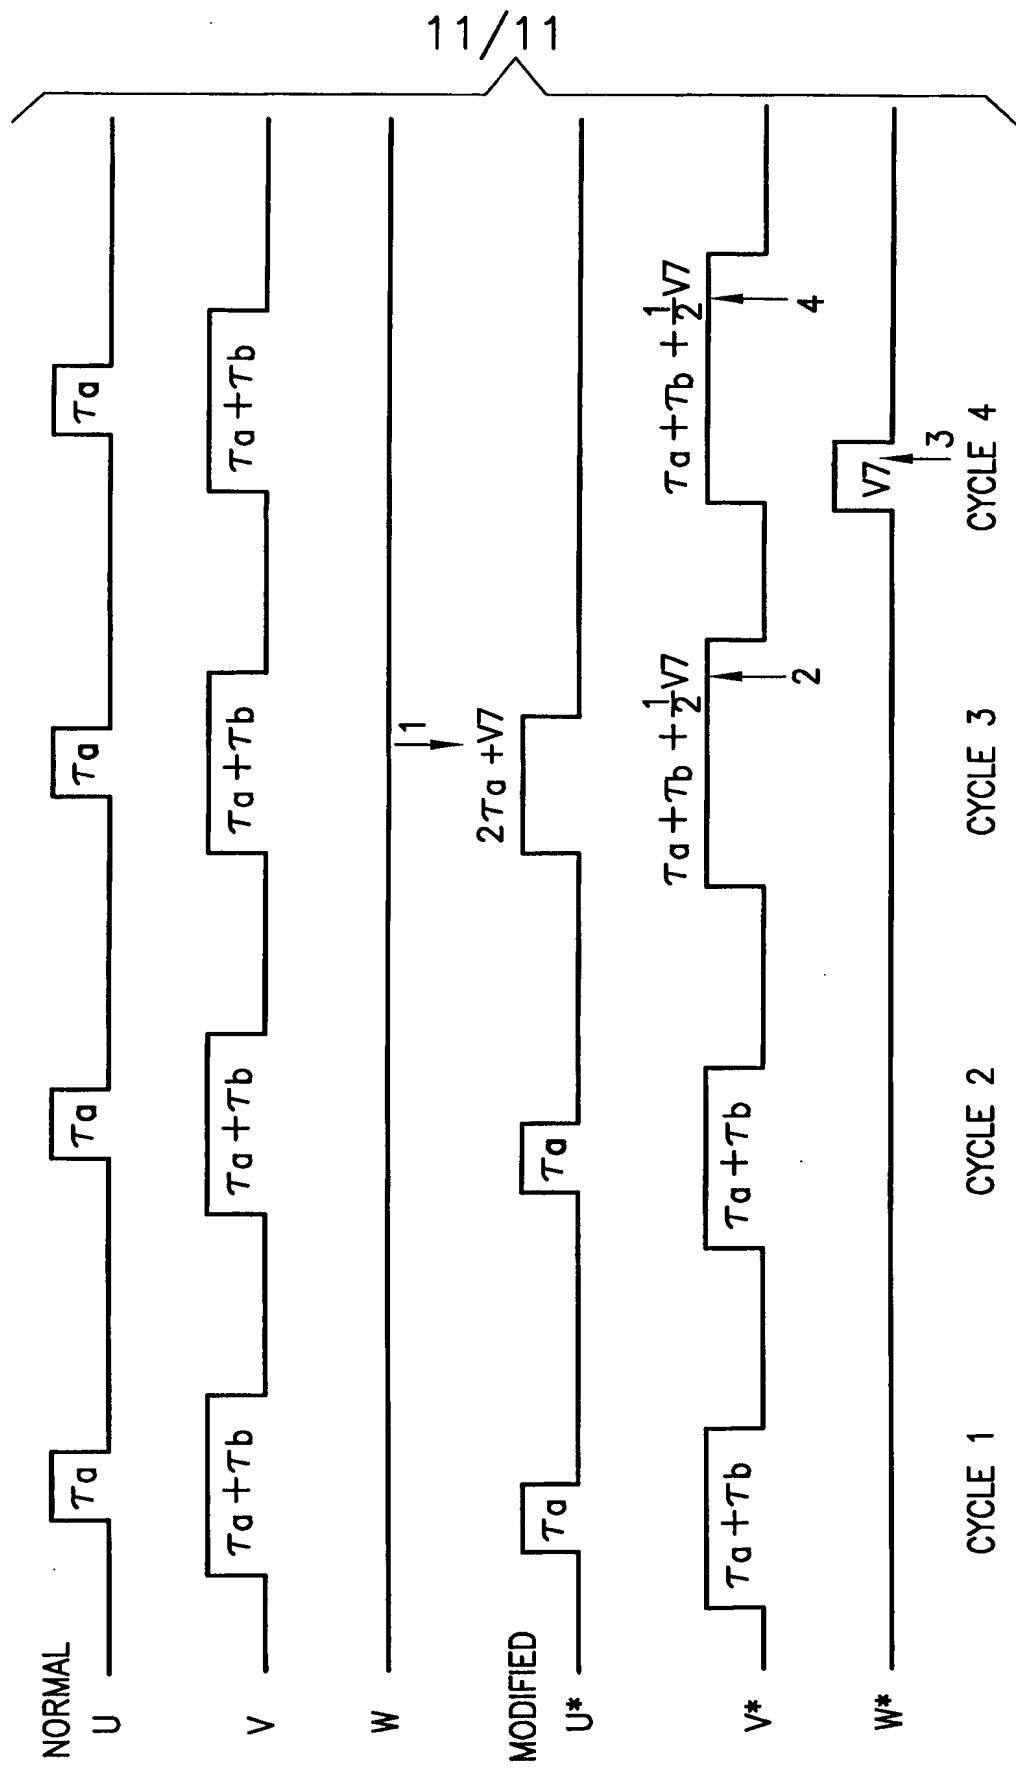 11/11
NORMAL
U
τa
τa
τa
τa
V
τa+τb
τa+τb
τa+τb
τa+τb
W
1
MODIFIED
U*
τa
τa
2τa +V7
V*
τa+τb
τa+τb
τa+τb+1/2V7
2
τa+τb+1/2V7
4
W*
V7
3
CYCLE 1
CYCLE 2
CYCLE 3
CYCLE 4